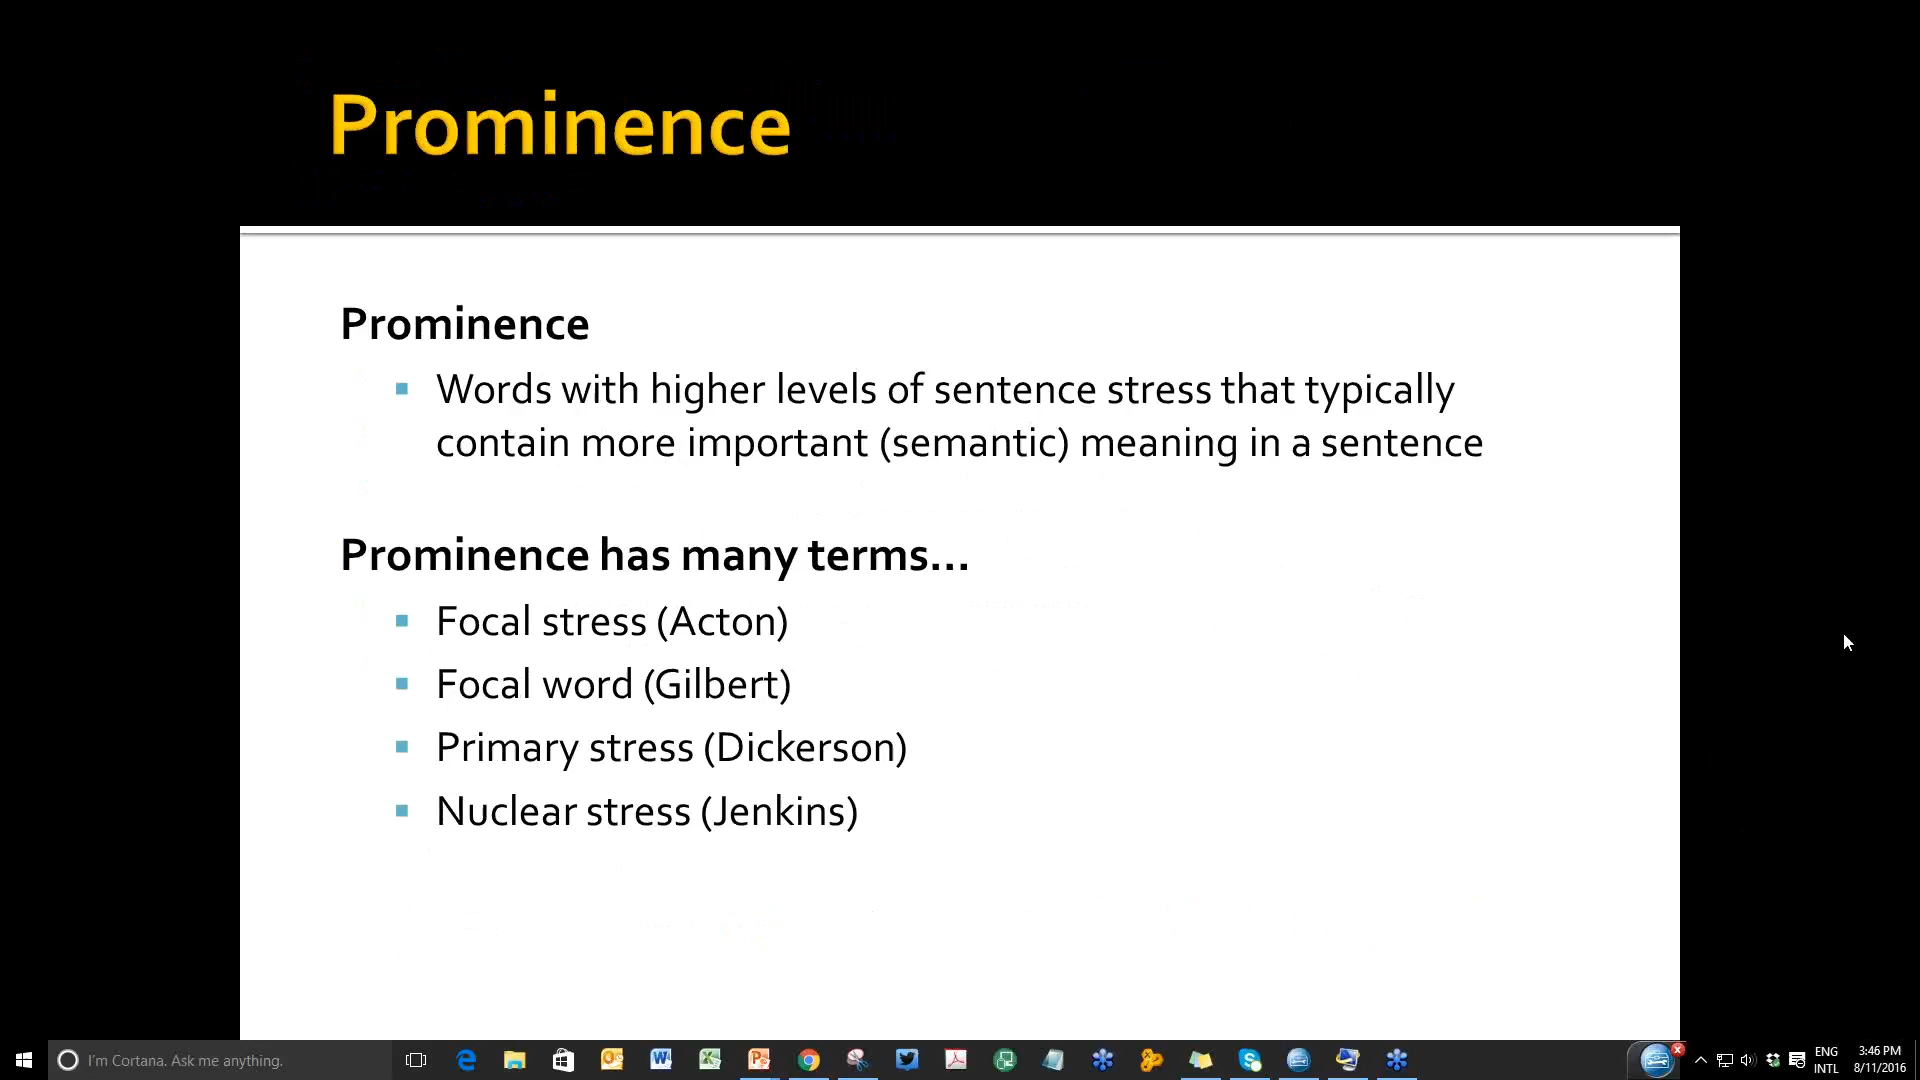 Prominence
Prominence
Words with higher levels of sentence stress that typically
contain more important (semantic) meaning in a sentence
Prominence has many terms...
Focal stress (Acton)
Focal word (Gilbert)
Primary stress (Dickerson)
Nuclear stress (Jenkins)
I'm Cortana. Ask me anything.
ENG
INTL
3:46 PM
8/11/2016